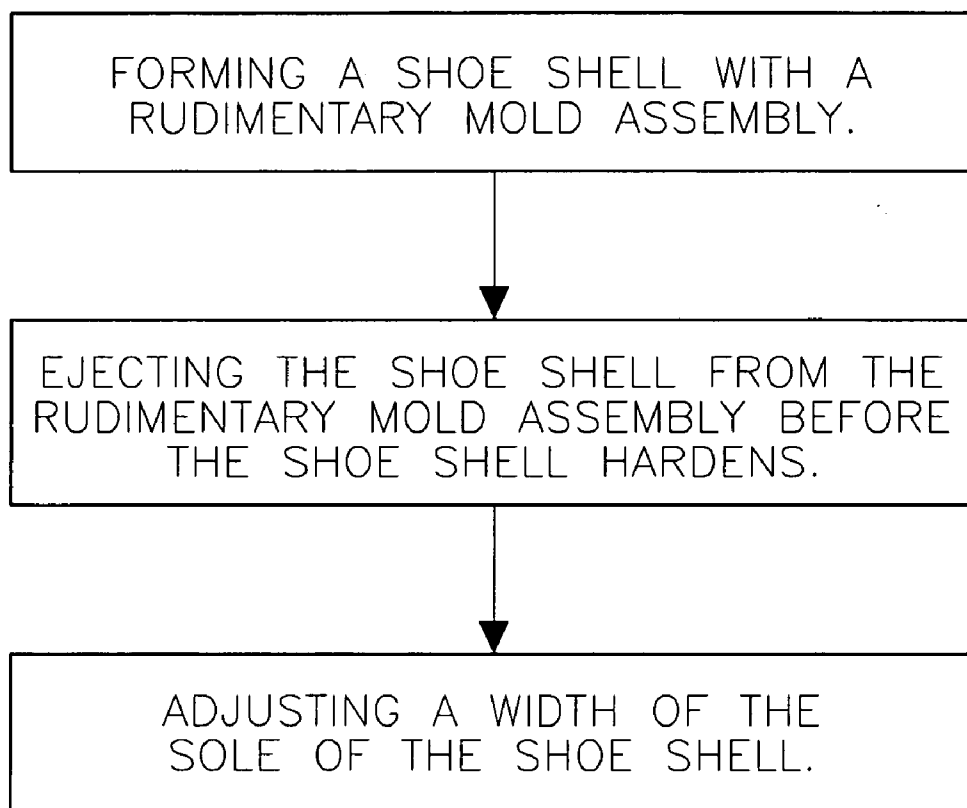 FORMING A SHOE SHELL WITH A
RUDIMENTARY MOLD ASSEMBLY.
EJECTING THE SHOE SHELL FROM THE
RUDIMENTARY MOLD ASSEMBLY BEFORE
THE SHOE SHELL HARDENS.
ADJUSTING A WIDTH OF THE
SOLE OF THE SHOE SHELL.